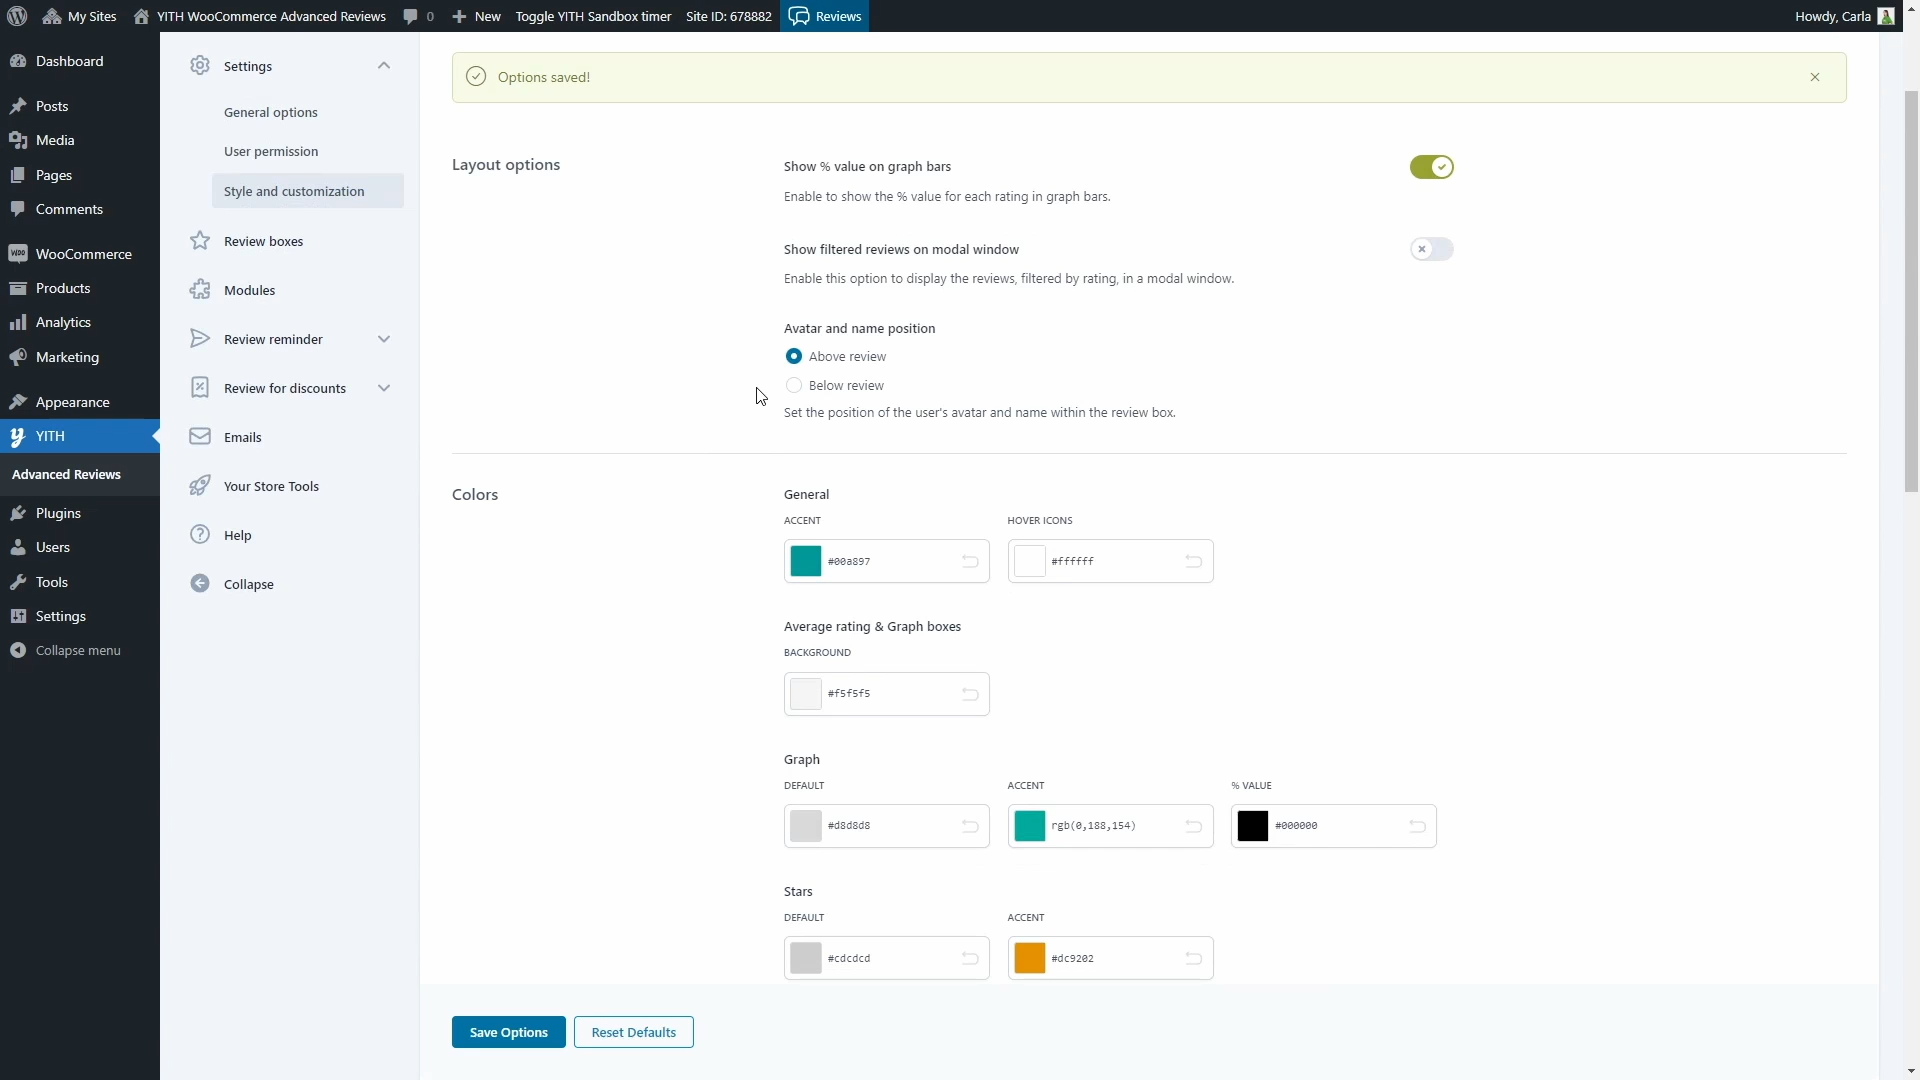 My Sites
YITH WooCommerce Advanced Reviews
0
New
Toggle YITH Sandbox timer
Site ID: 678882
Reviews
Howdy, Carla
Dashboard
Posts
Media
Pages
Comments
WooCommerce
Products
Analytics
Marketing
Appearance
YITH
Advanced Reviews
Plugins
Users
Tools
Settings
Collapse menu
Settings
General options
User permission
Style and customization
Review boxes
Modules
Review reminder
Review for discounts
Emails
Your Store Tools
Help
Collapse
Options saved!
Layout options
Show % value on graph bars
Enable to show the % value for each rating in graph bars.
Show filtered reviews on modal window
Enable this option to display the reviews, filtered by rating, in a modal window.
Avatar and name position
Above review
Below review
Set the position of the user's avatar and name within the review box.
Colors
General
ACCENT
HOVER ICONS
#00a897
#ffffff
Average rating & Graph boxes
BACKGROUND
#f5f5f5
Graph
DEFAULT
ACCENT
% VALUE
#d8d8d8
rgb(0,188,154)
#000000
Stars
DEFAULT
ACCENT
#cdcdcd
#dc9202
Save Options
Reset Defaults